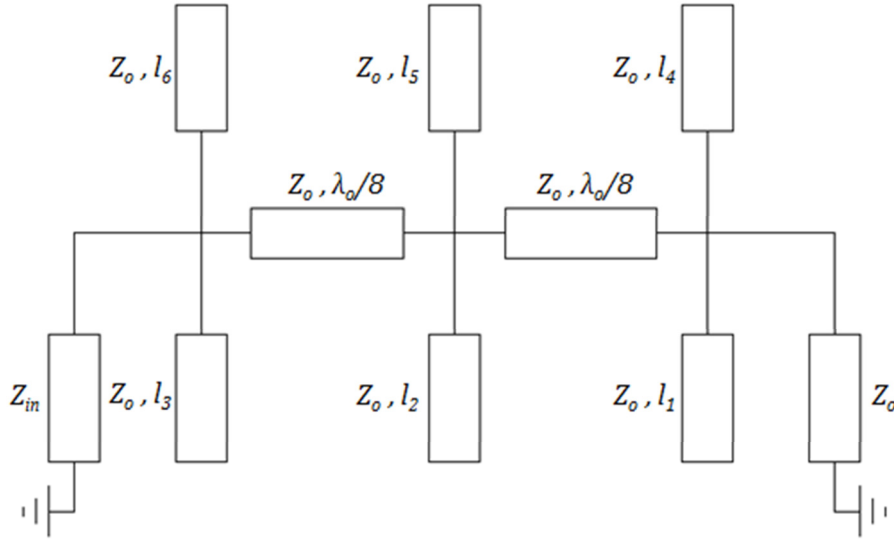 Zₒ , l₆
Zₒ , l₅
Zₒ , l₄
Zₒ , λₒ/8
Zₒ , λₒ/8
Zᵢₙ
Zₒ , l₃
Zₒ , l₂
Zₒ , l₁
Zₒ